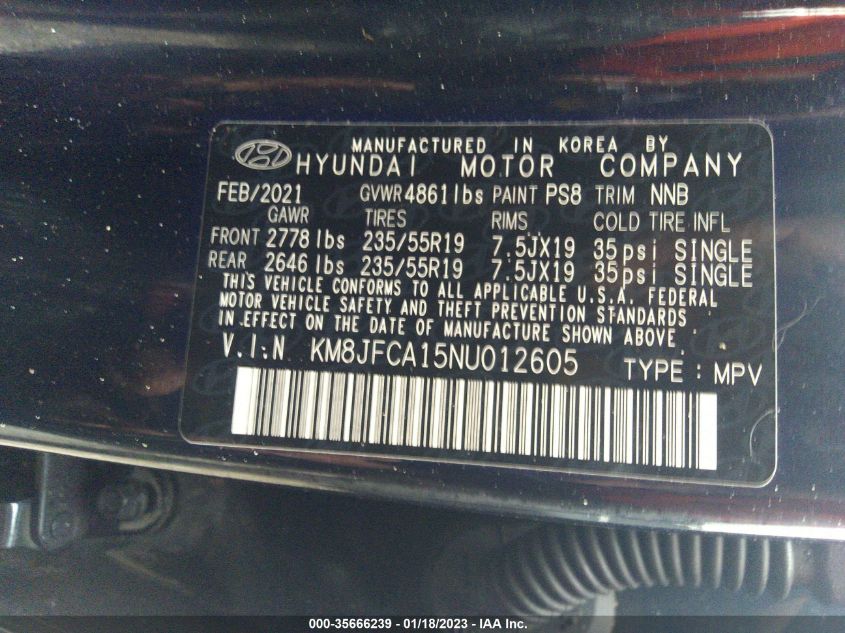 MANUFACTURED IN KOREA BY
HYUNDAI MOTOR COMPANY
FEB/2021 GVWR 4861lbs PAINT PS8 TRIM NNB
GAWR TIRES RIMS COLD TIRE INFL
FRONT 2778 lbs 235/55R19 7.5JX19 35psi SINGLE
REAR 2646 lbs 235/55R19 7.5JX19 35psi SINGLE
THIS VEHICLE CONFORMS TO ALL APPLICABLE U.S.A. FEDERAL
MOTOR VEHICLE SAFETY AND THEFT PREVENTION STANDARDS
IN EFFECT ON THE DATE OF MANUFACTURE SHOWN ABOVE.
V.I.N KM8JFCA15NU012605 TYPE : MPV
000-35666239 - 01/18/2023 - IAA Inc.